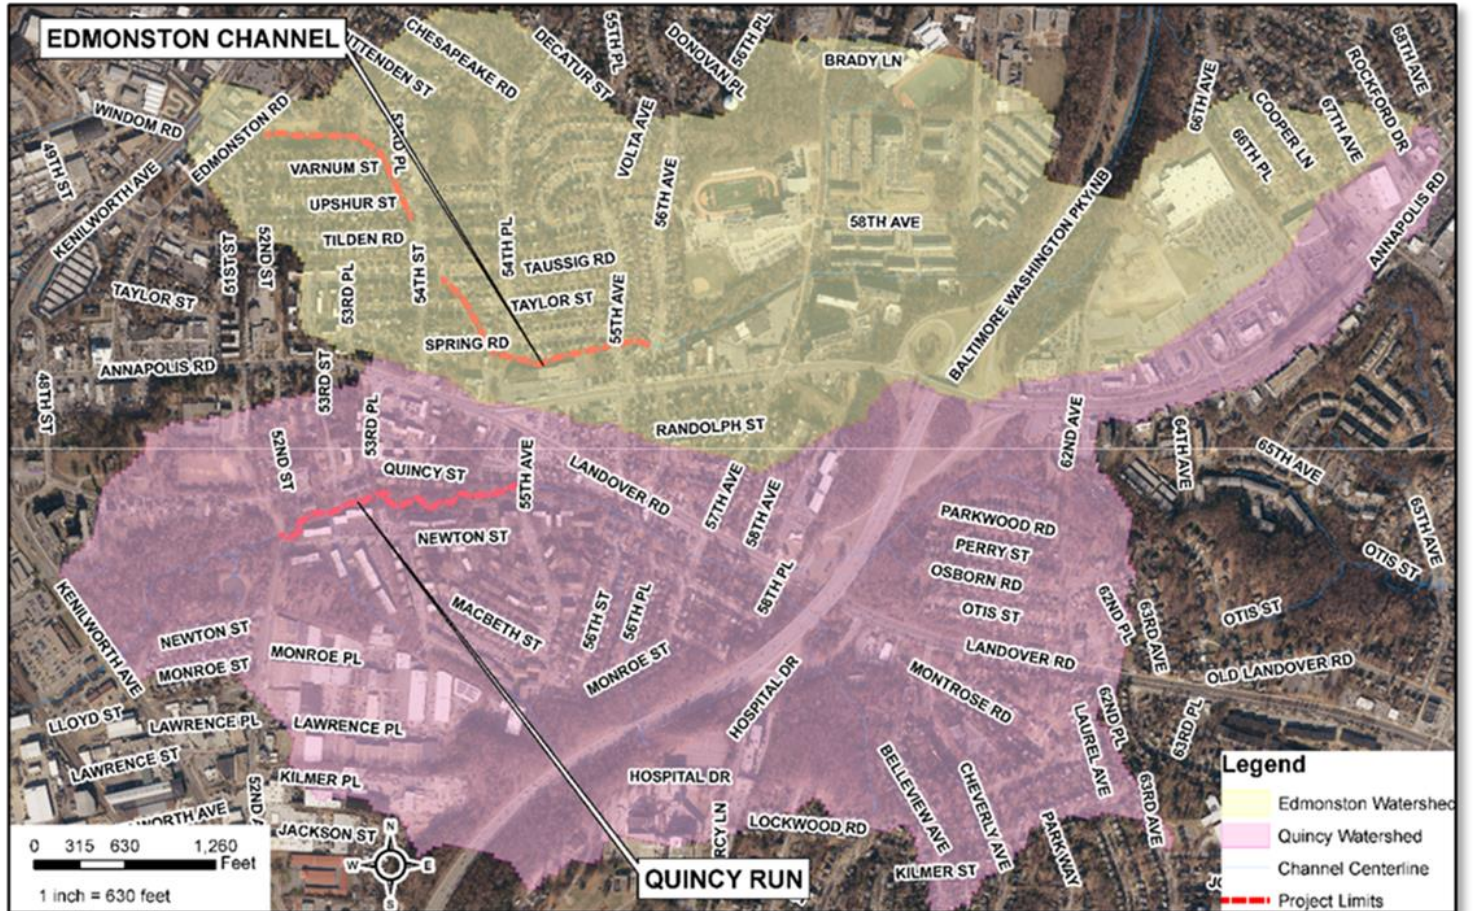 EDMONSTON CHANNEL
CHESAPEAKE RD
DECATUR ST
55TH PL
DONOVAN PL
56TH PL
BRADY LN
66TH AVE
COOPER LN
66TH PL
67TH AVE
ROCKFORD DR
68TH AVE
WINDOM RD
EDMONSTON RD
53RD PL
VOLTA AVE
49TH ST
KENILWORTH AVE
VARNUM ST
UPSHUR ST
TILDEN RD
56TH AVE
58TH AVE
BALTIMORE WASHINGTON PKY NB
ANNAPOLIS RD
51ST ST
52ND ST
53RD PL
54TH ST
54TH PL
TAUSSIG RD
TAYLOR ST
TAYLOR ST
55TH AVE
SPRING RD
ANNAPOLIS RD
48TH ST
53RD ST
53RD PL
52ND ST
RANDOLPH ST
62ND AVE
64TH AVE
65TH AVE
65TH AVE
QUINCY ST
55TH AVE
LANDOVER RD
57TH AVE
58TH AVE
NEWTON ST
PARKWOOD RD
PERRY ST
OSBORN RD
OTIS ST
OTIS ST
OTIS ST
58TH PL
56TH ST
56TH PL
MACBETH ST
62ND PL
63RD AVE
KENILWORTH AVE
NEWTON ST
MONROE ST
MONROE PL
MONROE ST
LANDOVER RD
OLD LANDOVER RD
MONTROSE RD
HOSPITAL DR
62ND PL
LAUREL AVE
63RD PL
LLOYD ST
LAWRENCE PL
LAWRENCE PL
LAWRENCE ST
KILMER PL
HOSPITAL DR
BELLEVIEW AVE
CHEVERLY AVE
63RD AVE
PARKWAY
LOCKWOOD RD
KILMER ST
JACKSON ST
N
W
E
S
QUINCY RUN
0 315 630 1,260
Feet
1 inch = 630 feet
Legend
Edmonston Watershed
Quincy Watershed
Channel Centerline
Project Limits